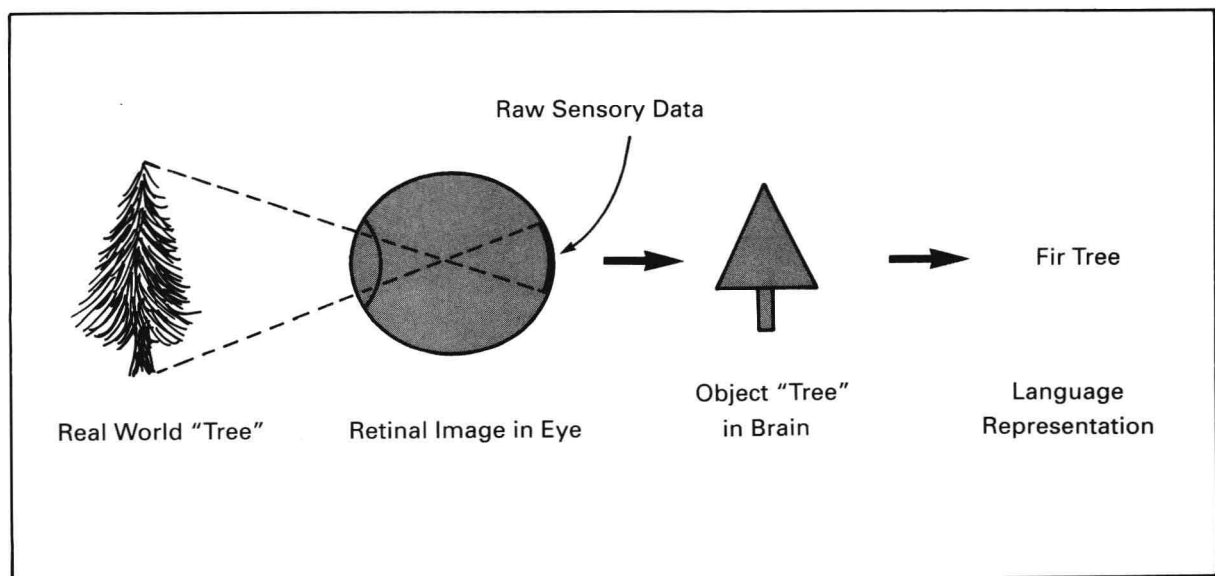 Raw Sensory Data
Fir Tree
Real World “Tree”
Retinal Image in Eye
Object “Tree”
in Brain
Language
Representation